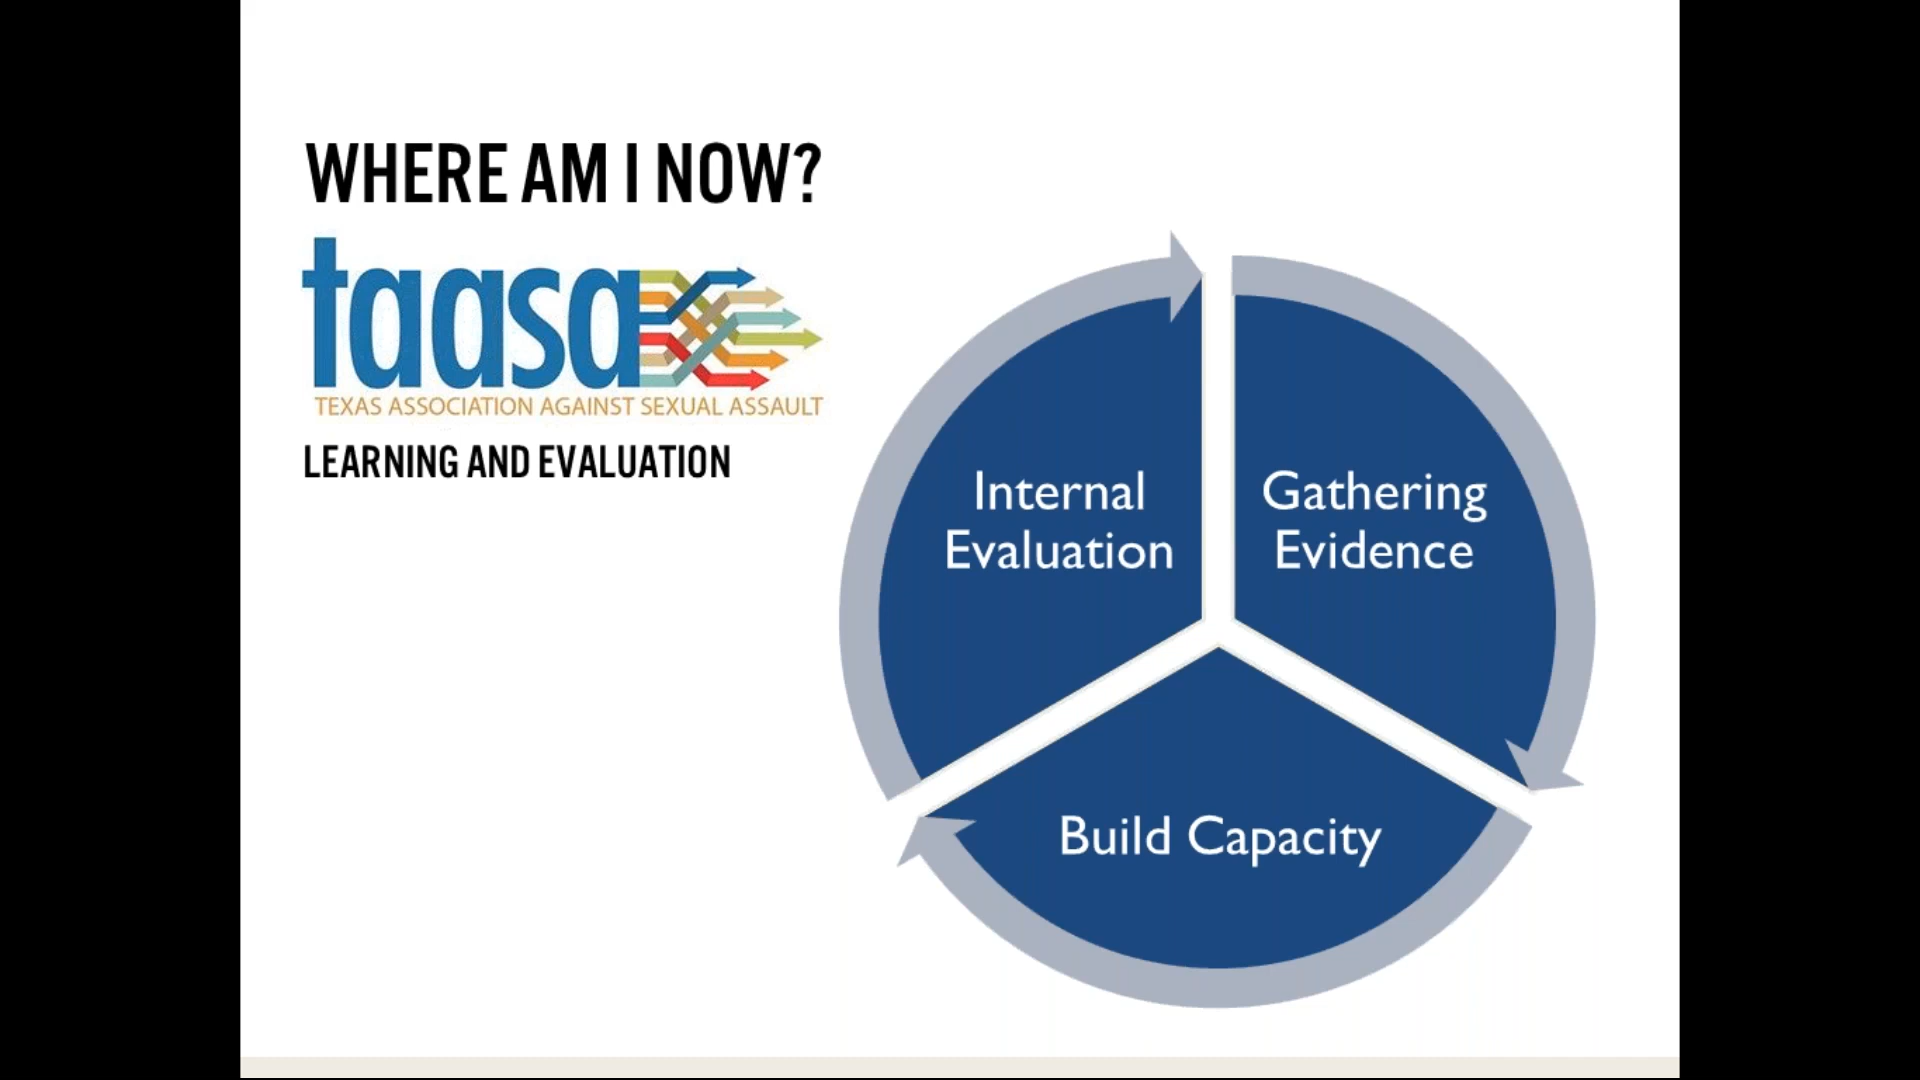 WHERE AM I NOW?
taasa
TEXAS ASSOCIATION AGAINST SEXUAL ASSAULT
LEARNING AND EVALUATION
Internal
Evaluation
Gathering
Evidence
Build Capacity